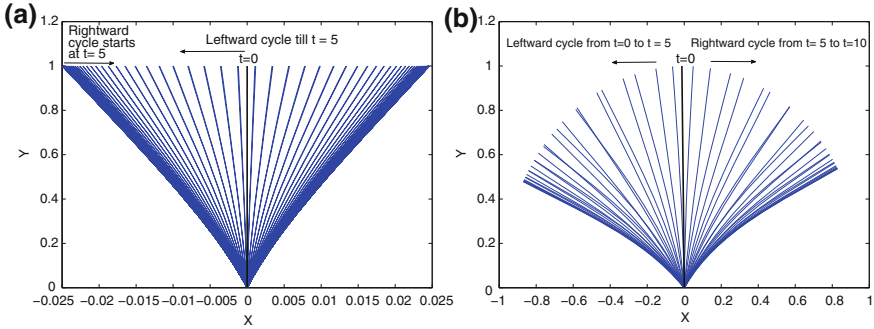 (a)
1.2
1
0.8
0.6
0.4
0.2
0
Y
Rightward
cycle starts
at t= 5
Leftward cycle till t = 5
t=0
−0.025 −0.02 −0.015 −0.01 −0.005 0 0.005 0.01 0.015 0.02 0.025
X
(b)
1.2
1
0.8
0.6
0.4
0.2
0
Y
Leftward cycle from t=0 to t = 5 Rightward cycle from t= 5 to t=10
t=0
−1 −0.8 −0.6 −0.4 −0.2 0 0.2 0.4 0.6 0.8 1
X